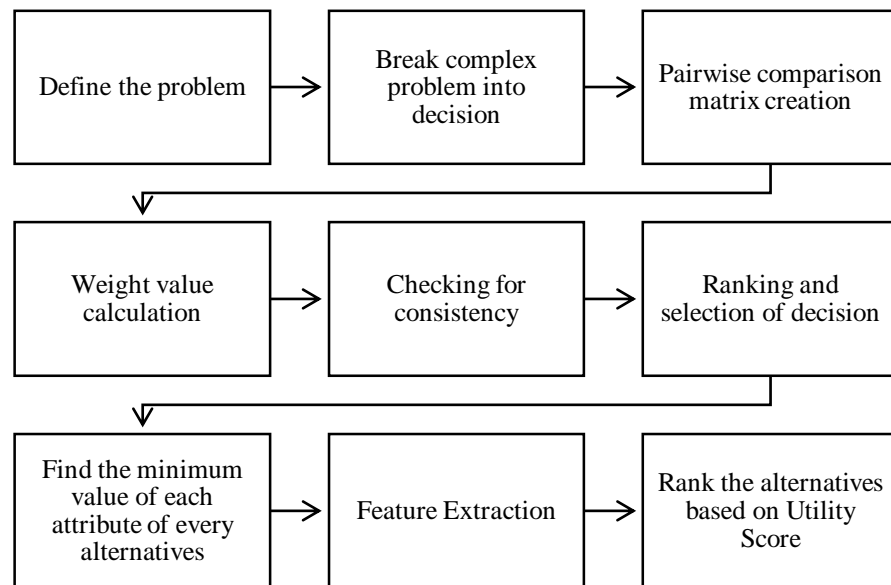 Define the problem
Break complex
problem into
decision
Pairwise comparison
matrix creation
Weight value
calculation
Checking for
consistency
Ranking and
selection of decision
Find the minimum
value of each
attribute of every
alternatives
Feature Extraction
Rank the alternatives
based on Utility
Score